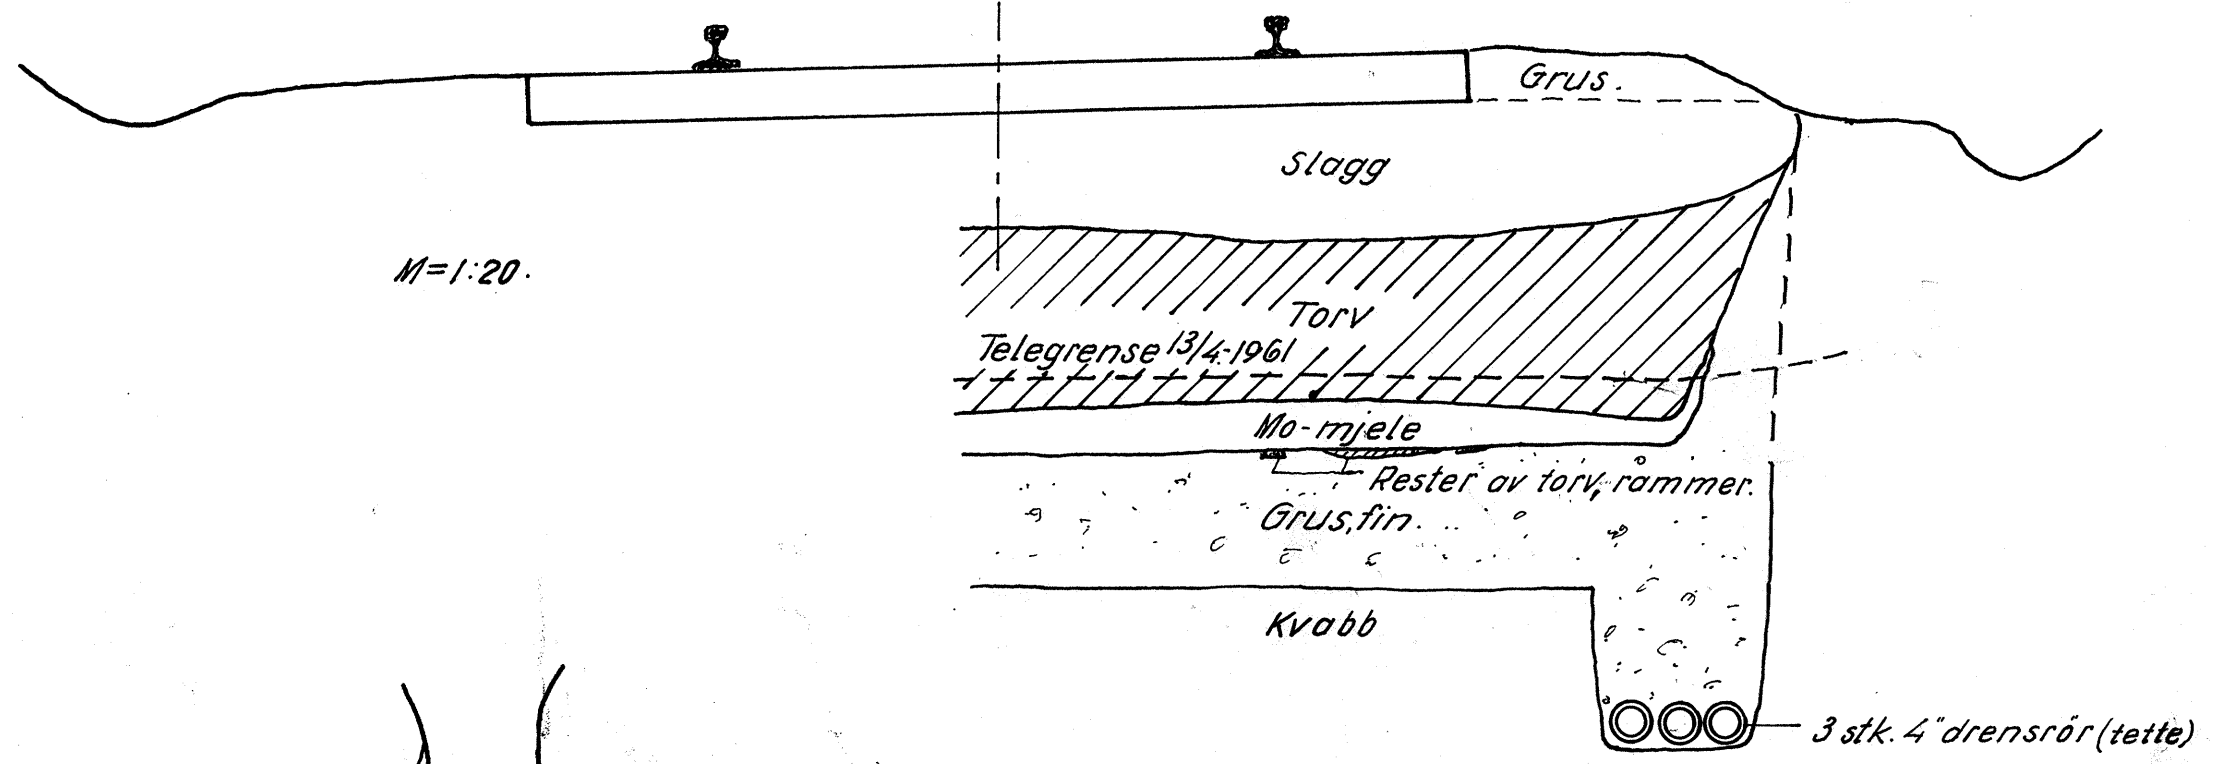 Grus.
Slagg
M=1:20.
Torv
Telegrense 13/4-1961
Mo-mjele
Rester av torv, rammer.
Grus, fin.
Kvabb
3 stk. 4" drensrör (tette)